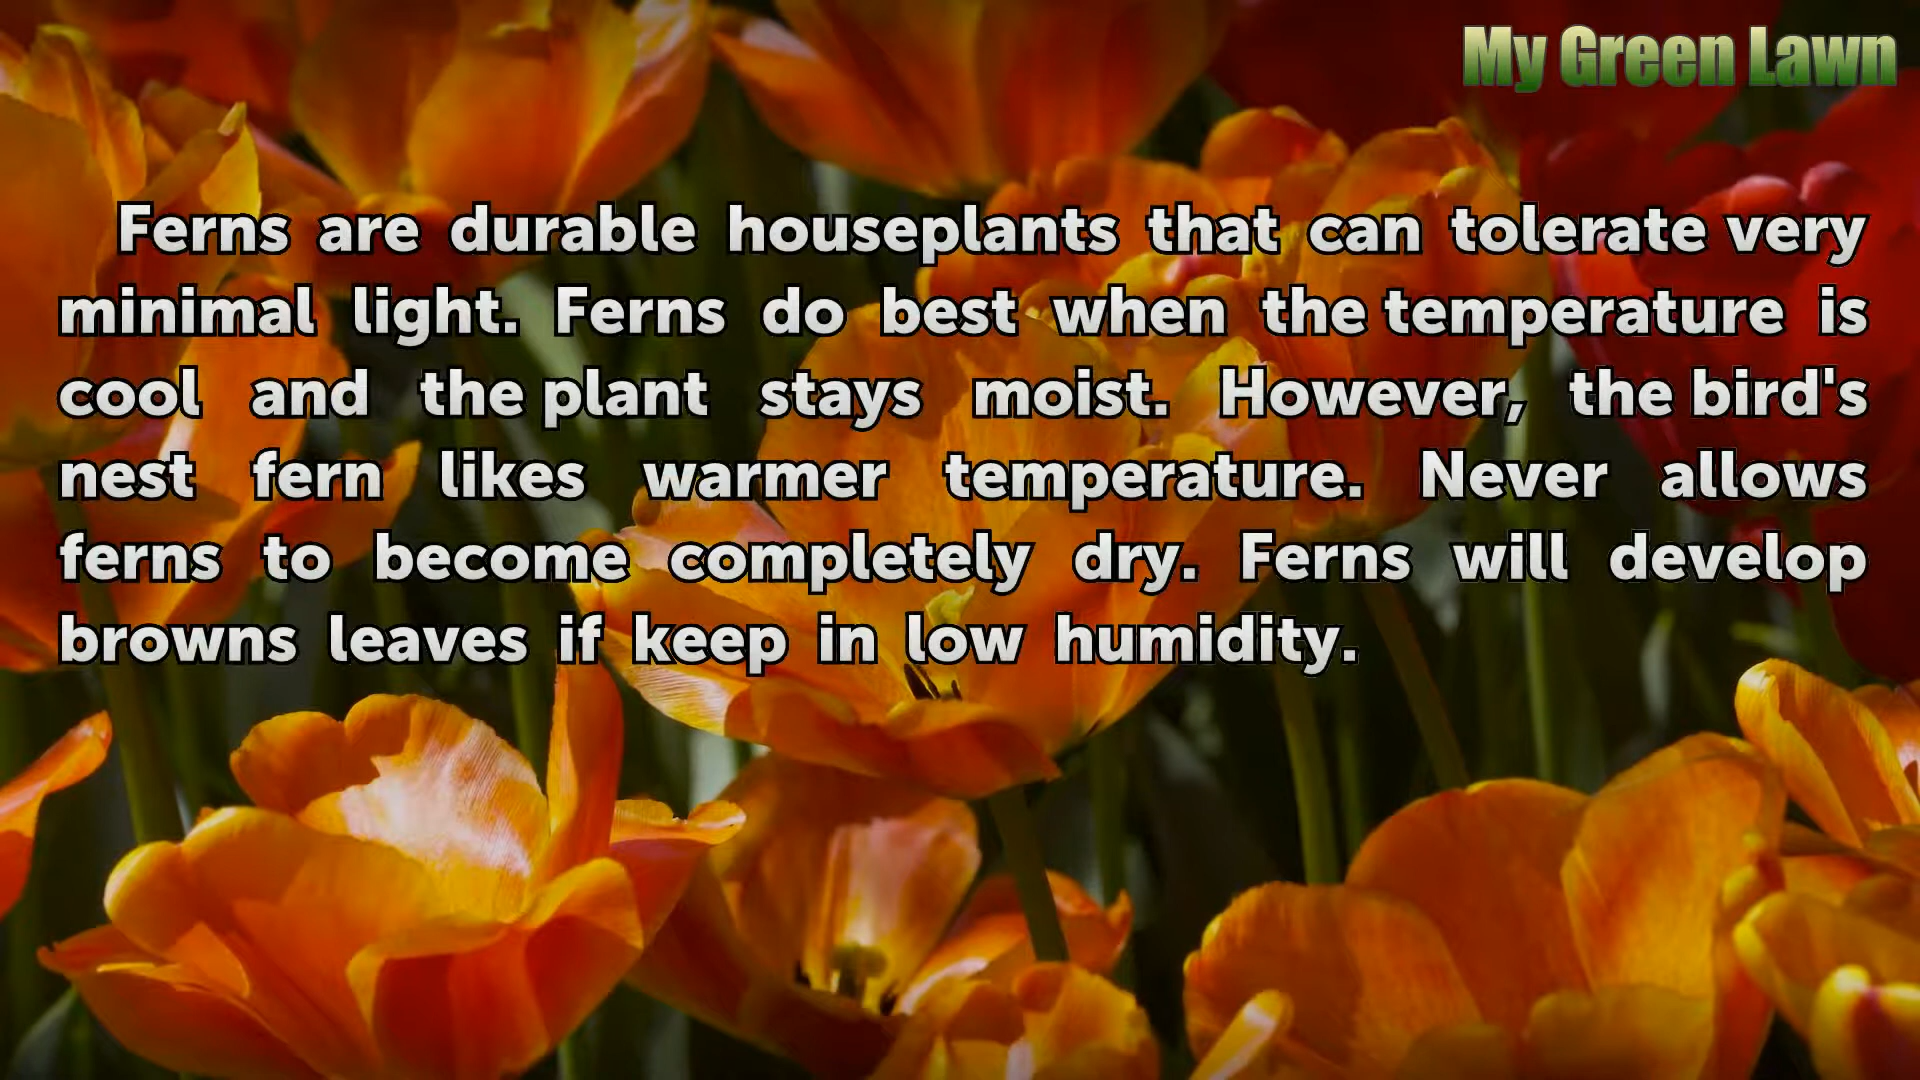 My Green Lawn
Ferns are durable houseplants that can tolerate very
minimal light. Ferns do best when the temperature is
cool and the plant stays moist. However, the bird's
nest fern likes warmer temperature. Never allows
ferns to become completely dry. Ferns will develop
browns leaves if keep in low humidity.